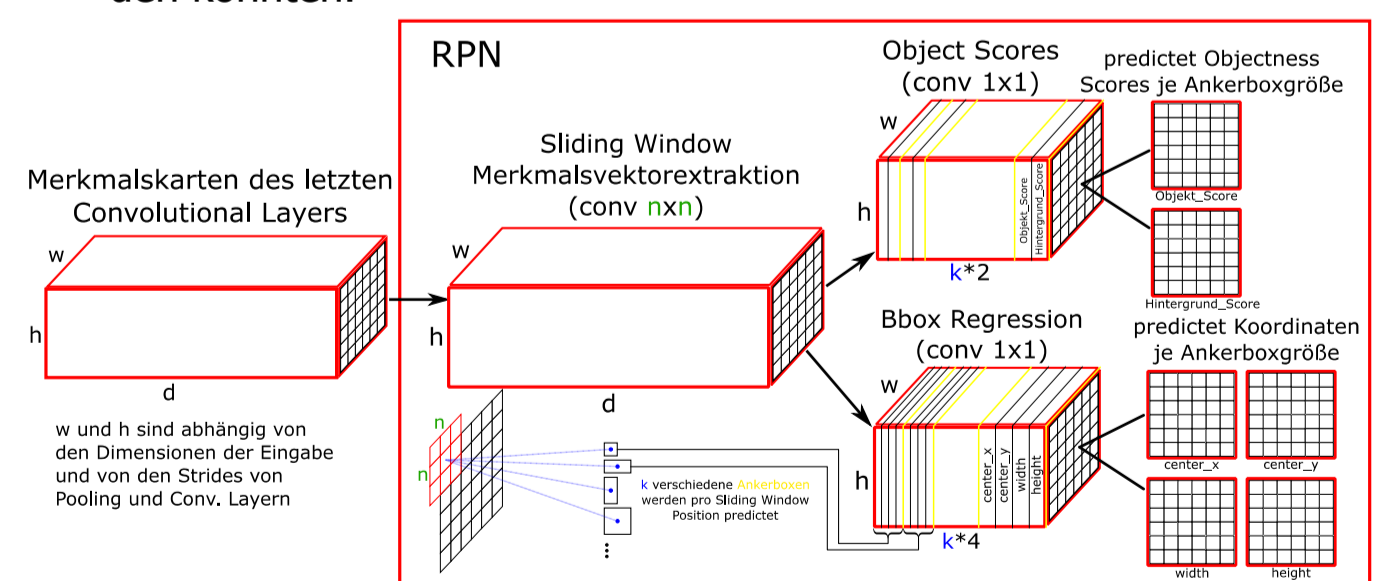 den konnten.
RPN
Merkmalskarten des letzten
Convolutional Layers
w
h
d
w und h sind abhängig von
den Dimensionen der Eingabe
und von den Strides von
Pooling und Conv. Layern
Sliding Window
Merkmalsvektorextraktion
(conv nxn)
w
h
d
n
n
k verschiedene Ankerboxen
werden pro Sliding Window
Position predictet
...
Object Scores
(conv 1x1)
w
h
Objekt_Score
Hintergrund_Score
k*2
predictet Objectness
Scores je Ankerboxgröße
Objekt_Score
Hintergrund_Score
Bbox Regression
(conv 1x1)
w
h
center_x
center_y
width
height
k*4
predictet Koordinaten
je Ankerboxgröße
center_x
center_y
width
height